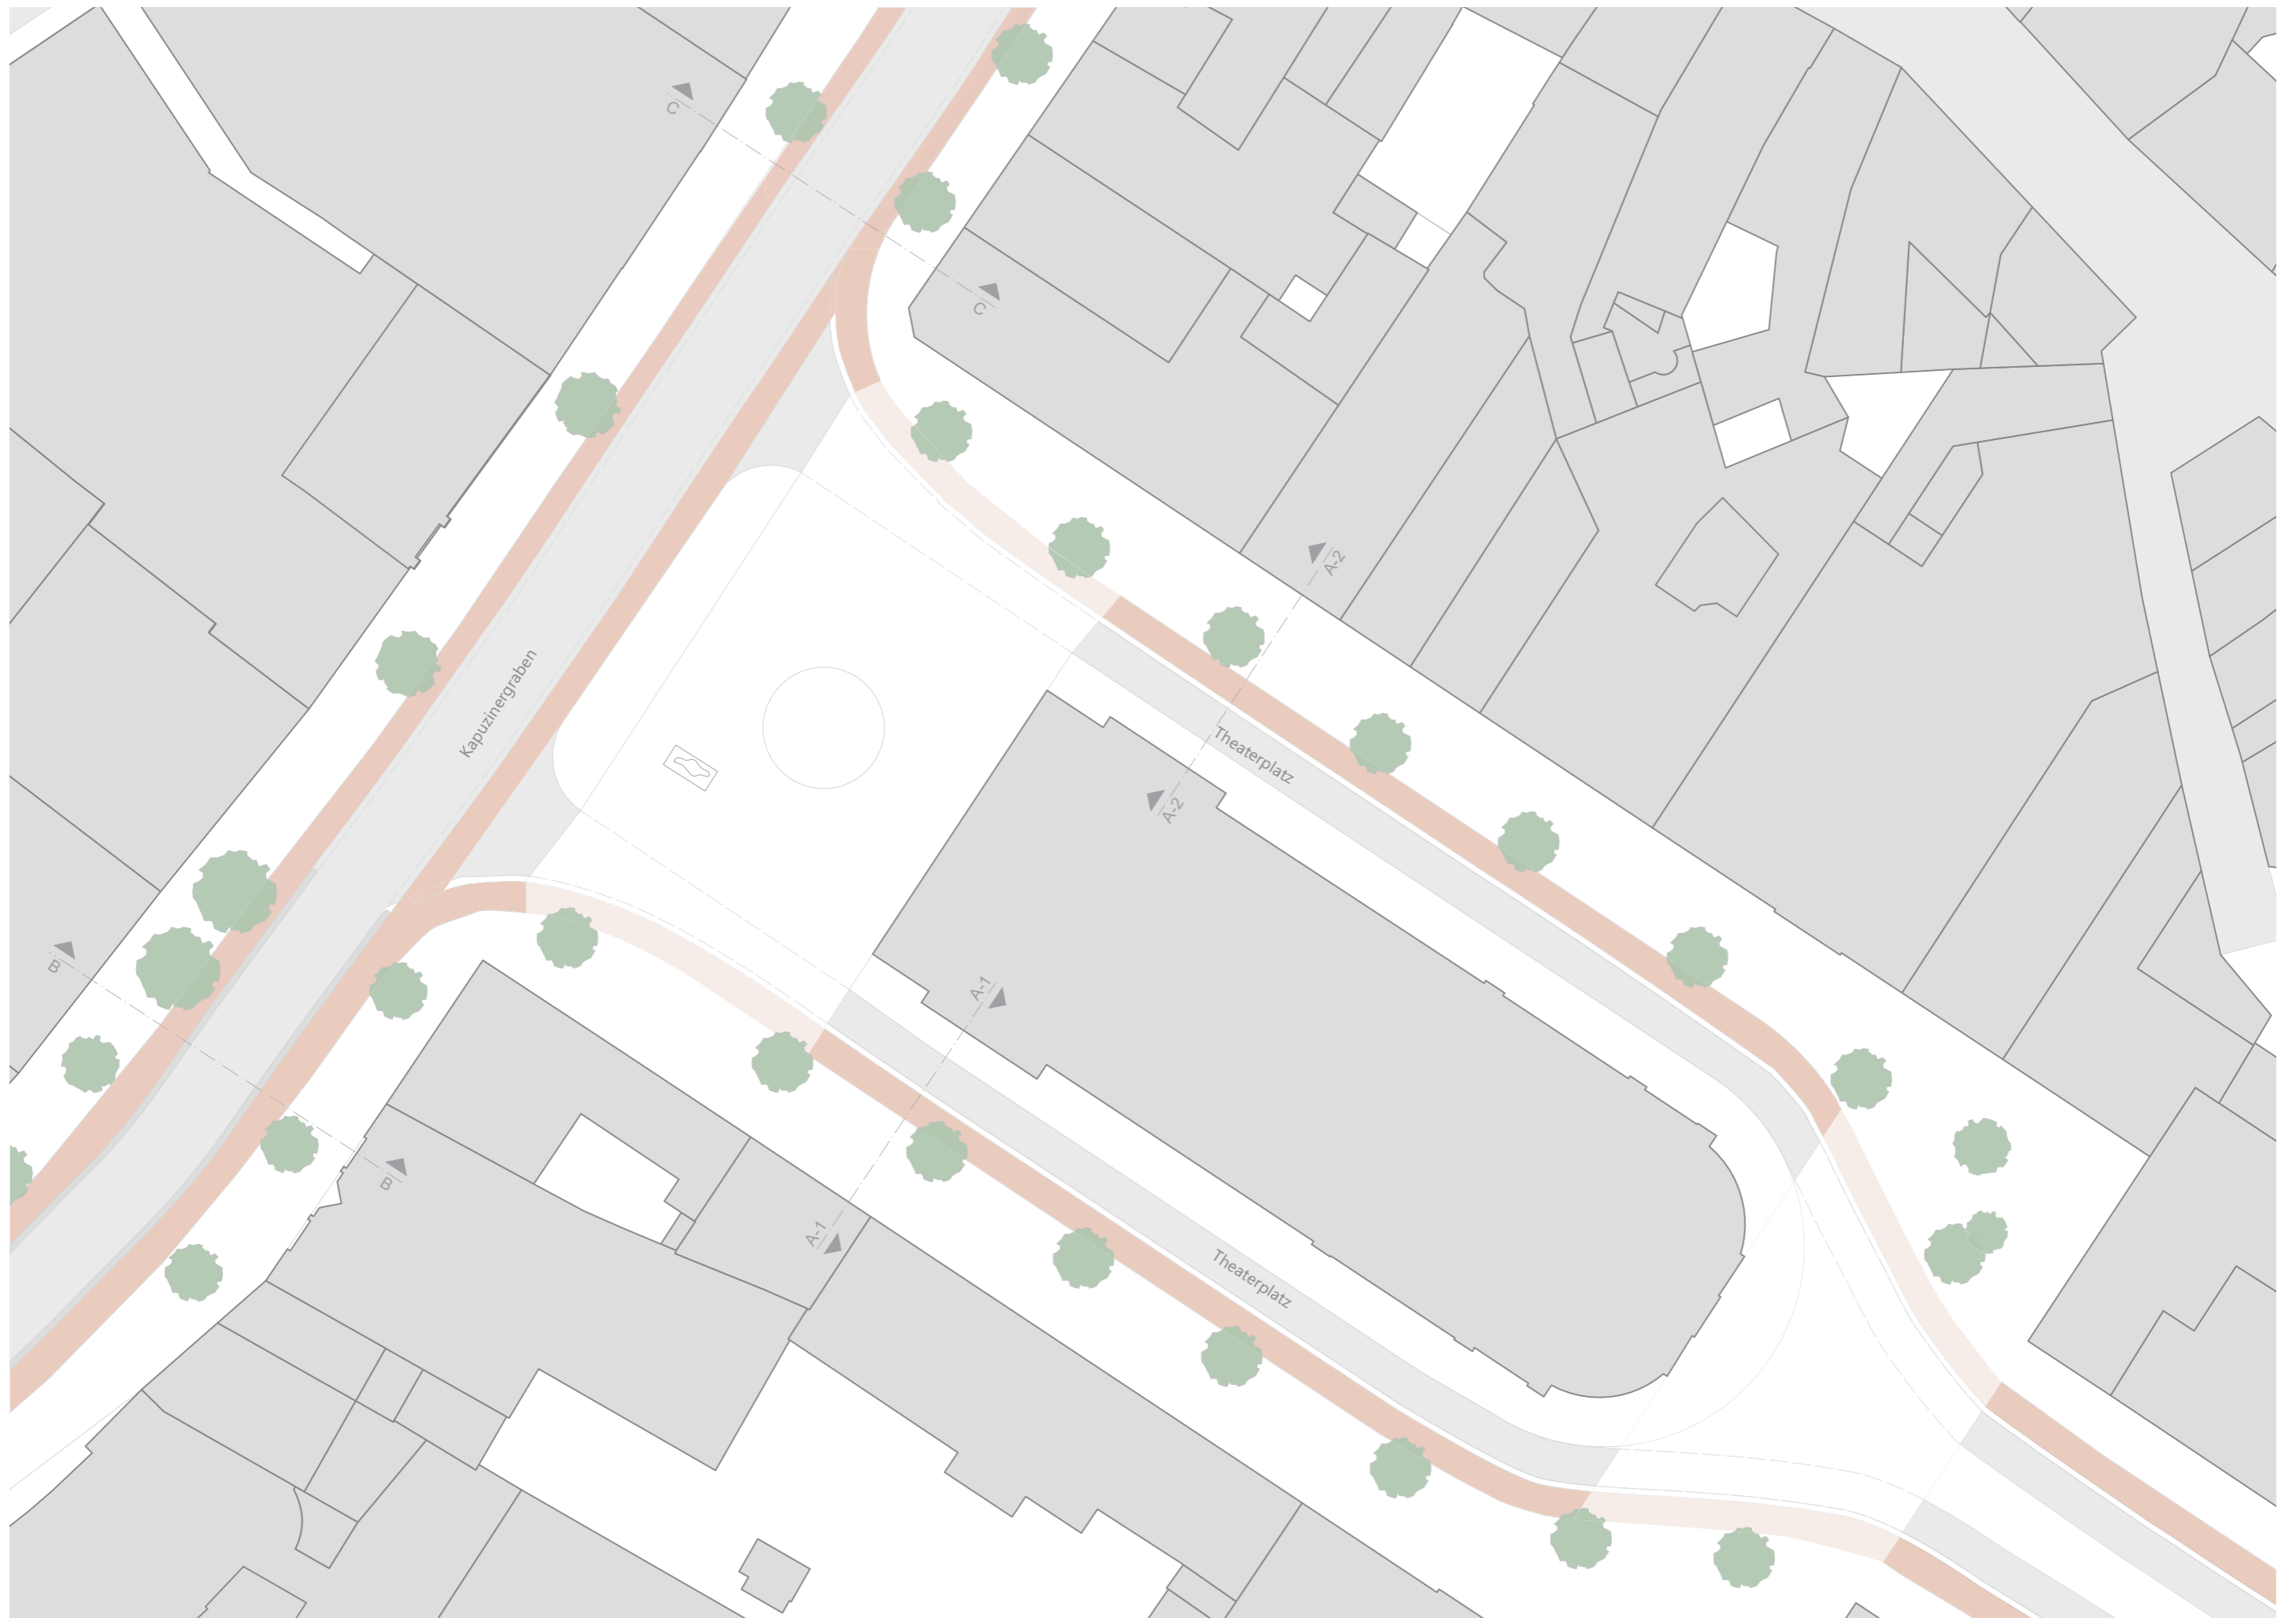 C
C
A-2
Kapuzinergraben
Theaterplatz
A-2
B
A-1
B
A-1
Theaterplatz